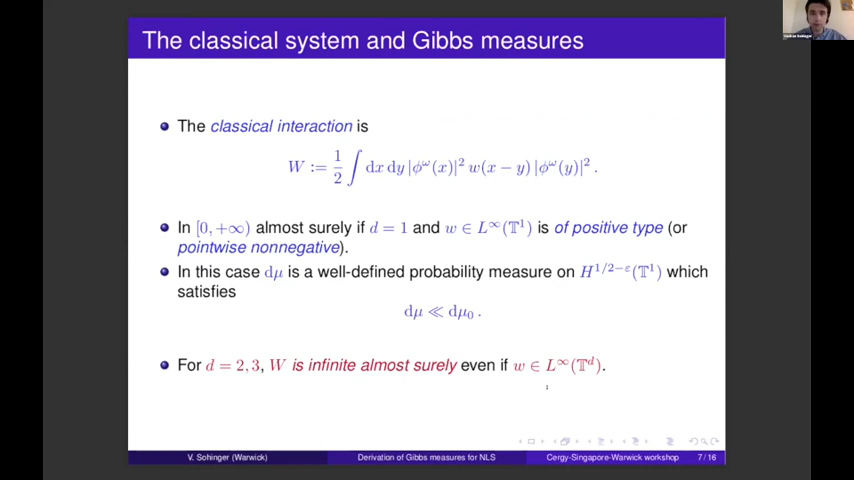 The classical system and Gibbs measures
The classical interaction is
W := 1/2 ∫ dx dy |ϕ^ω(x)|² w(x − y) |ϕ^ω(y)|² .
In [0, +∞) almost surely if d = 1 and w ∈ L^∞(𝕋¹) is of positive type (or
pointwise nonnegative).
In this case dμ is a well-defined probability measure on H^{1/2−ε}(𝕋¹) which
satisfies
dμ ≪ dμ₀ .
For d = 2, 3, W is infinite almost surely even if w ∈ L^∞(𝕋^d).
V. Sohinger (Warwick) Derivation of Gibbs measures for NLS Cergy-Singapore-Warwick workshop 7 / 16